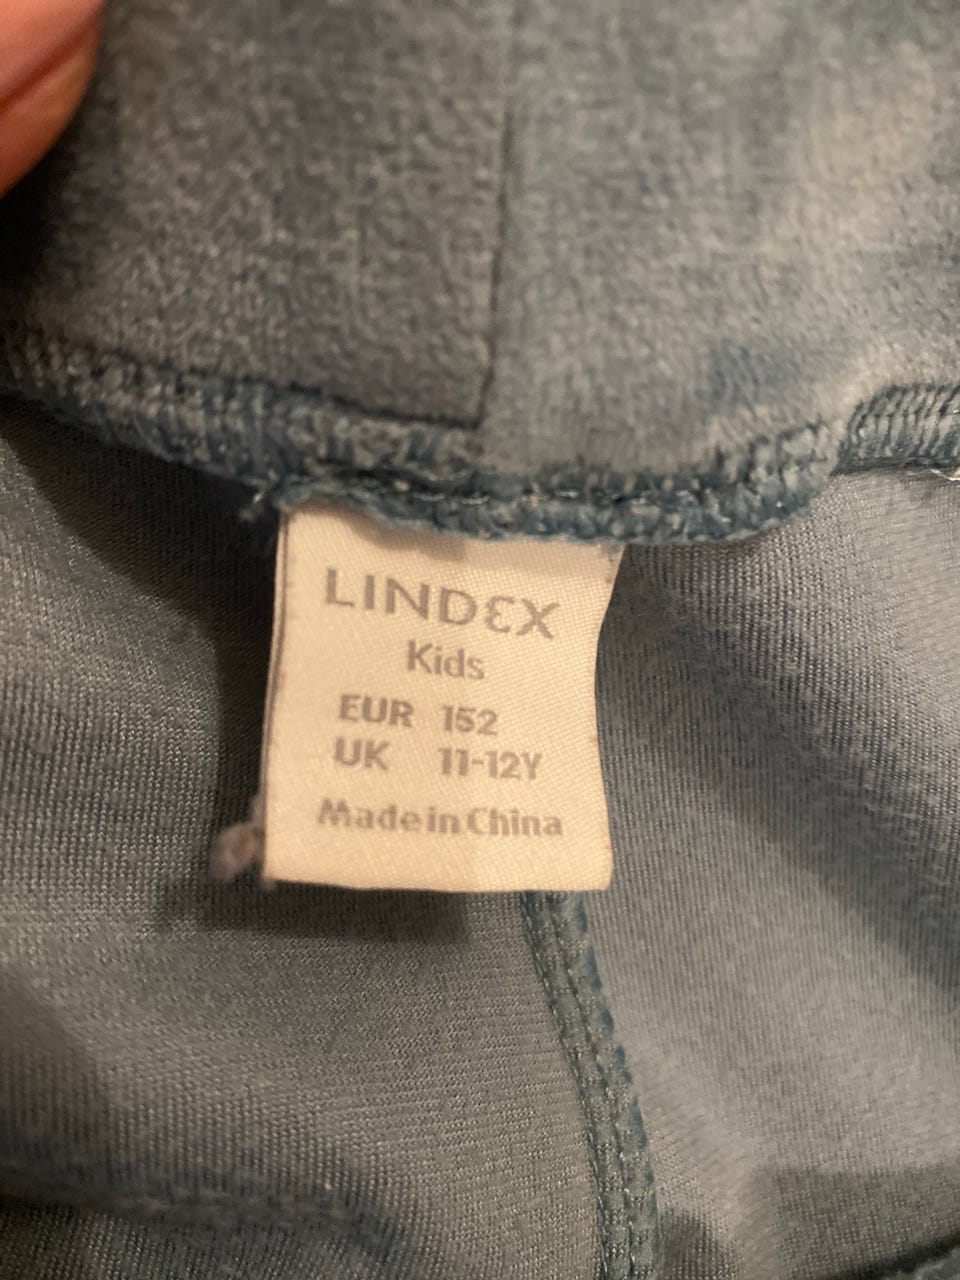 LINDEX
Kids
EUR 152
UK 11-12Y
Made in China